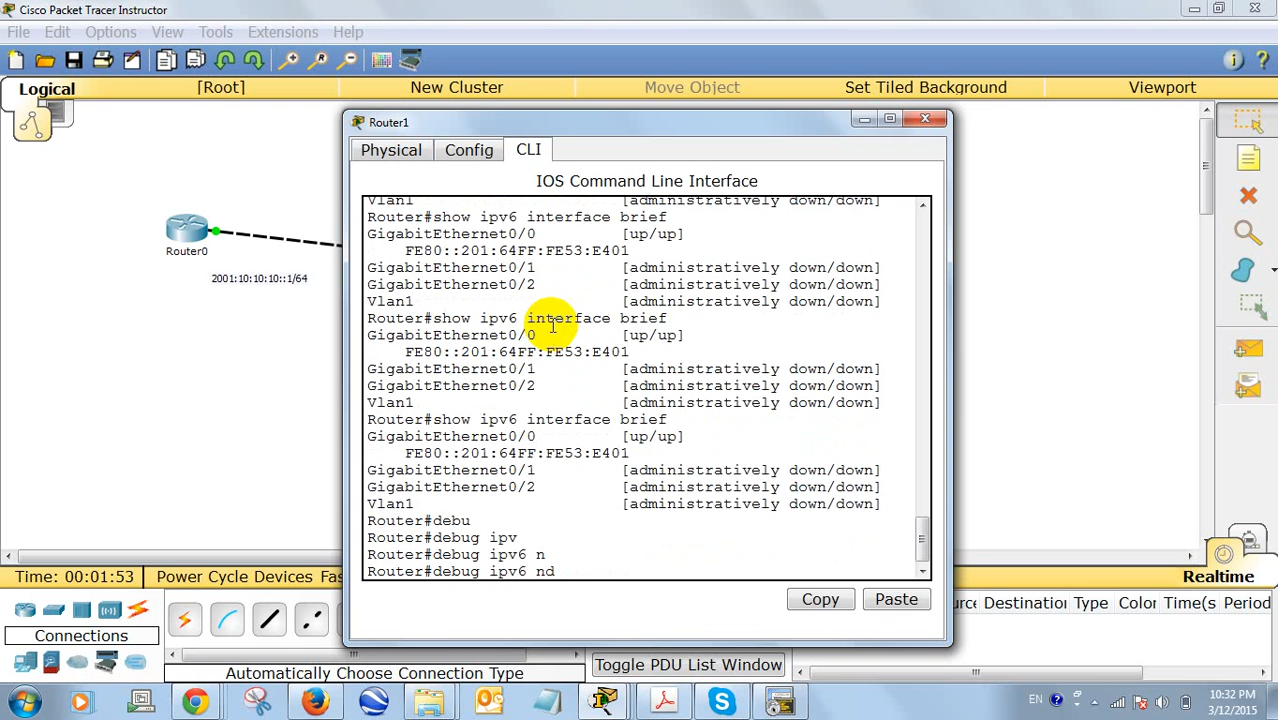 Cisco Packet Tracer Instructor
File Edit Options View Tools Extensions Help
Logical [Root] New Cluster Move Object Set Tiled Background Viewport
Router1
Physical Config CLI
IOS Command Line Interface
Vlan1 [administratively down/down]
Router#show ipv6 interface brief
GigabitEthernet0/0 [up/up]
FE80::201:64FF:FE53:E401
GigabitEthernet0/1 [administratively down/down]
GigabitEthernet0/2 [administratively down/down]
Vlan1 [administratively down/down]
Router#show ipv6 interface brief
GigabitEthernet0/0 [up/up]
FE80::201:64FF:FE53:E401
GigabitEthernet0/1 [administratively down/down]
GigabitEthernet0/2 [administratively down/down]
Vlan1 [administratively down/down]
Router#show ipv6 interface brief
GigabitEthernet0/0 [up/up]
FE80::201:64FF:FE53:E401
GigabitEthernet0/1 [administratively down/down]
GigabitEthernet0/2 [administratively down/down]
Vlan1 [administratively down/down]
Router#debu
Router#debug ipv
Router#debug ipv6 n
Router#debug ipv6 nd
Copy Paste
Router0
2001:10:10:10::1/64
Time: 00:01:53 Power Cycle Devices Fas
Realtime
Connections
Automatically Choose Connection Type
Toggle PDU List Window
urce Destination Type Color Time(s Period
EN
10:32 PM
3/12/2015